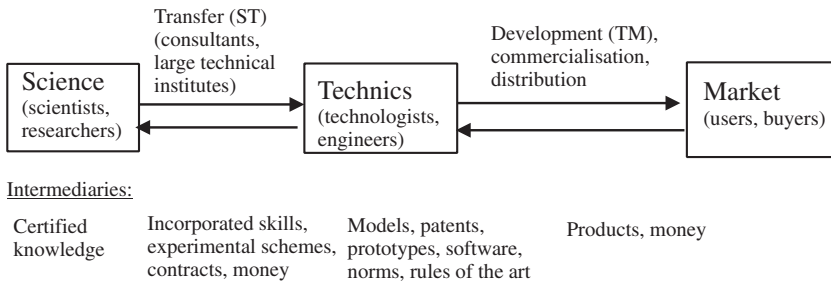 Transfer (ST)
(consultants,
large technical
institutes)
Development (TM),
commercialisation,
distribution
Science
(scientists,
researchers)
Technics
(technologists,
engineers)
Market
(users, buyers)
Intermediaries:
Certified
knowledge
Incorporated skills,
experimental schemes,
contracts, money
Models, patents,
prototypes, software,
norms, rules of the art
Products, money